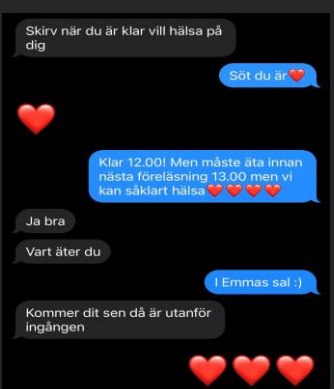 Skirv när du är klar vill hälsa på
dig
Söt du är❤️
❤️
Klar 12.00! Men måste äta innan
nästa föreläsning 13.00 men vi
kan såklart hälsa❤️❤️❤️❤️
Ja bra
Vart äter du
I Emmas sal :)
Kommer dit sen då är utanför
ingången
❤️❤️❤️